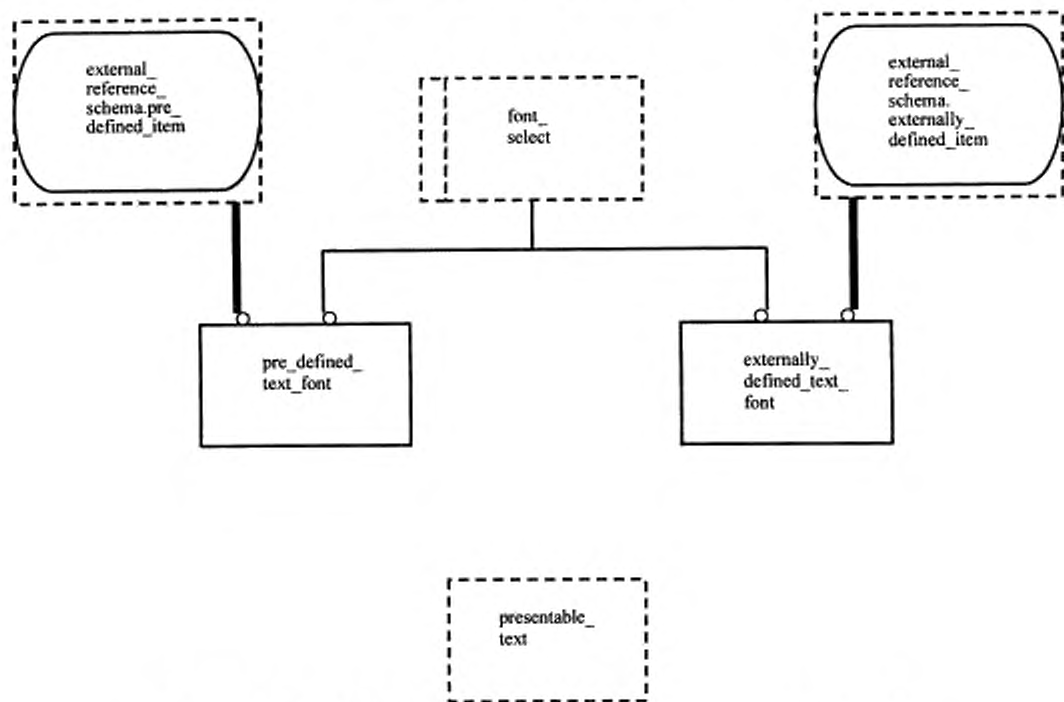 external_
reference_
schema.pre_
defined_item
font_
select
external_
reference_
schema.
externally_
defined_item
pre_defined_
text_font
externally_
defined_text_
font
presentable_
text